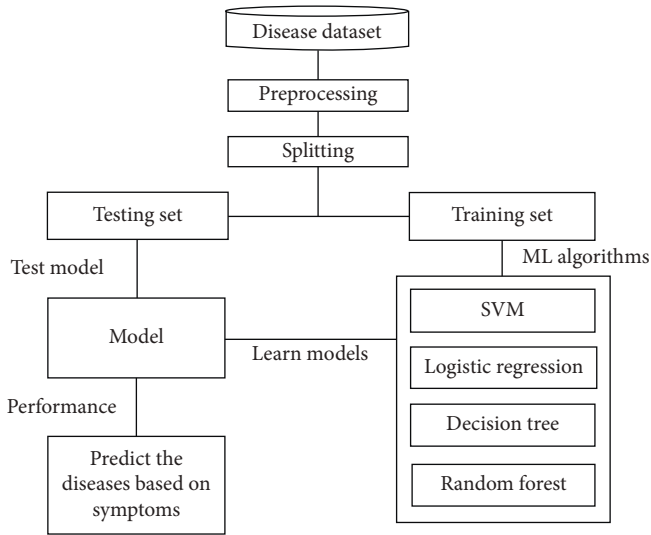 Disease dataset
Preprocessing
Splitting
Testing set
Training set
Test model
ML algorithms
Model
Learn models
SVM
Logistic regression
Decision tree
Random forest
Performance
Predict the
diseases based on
symptoms